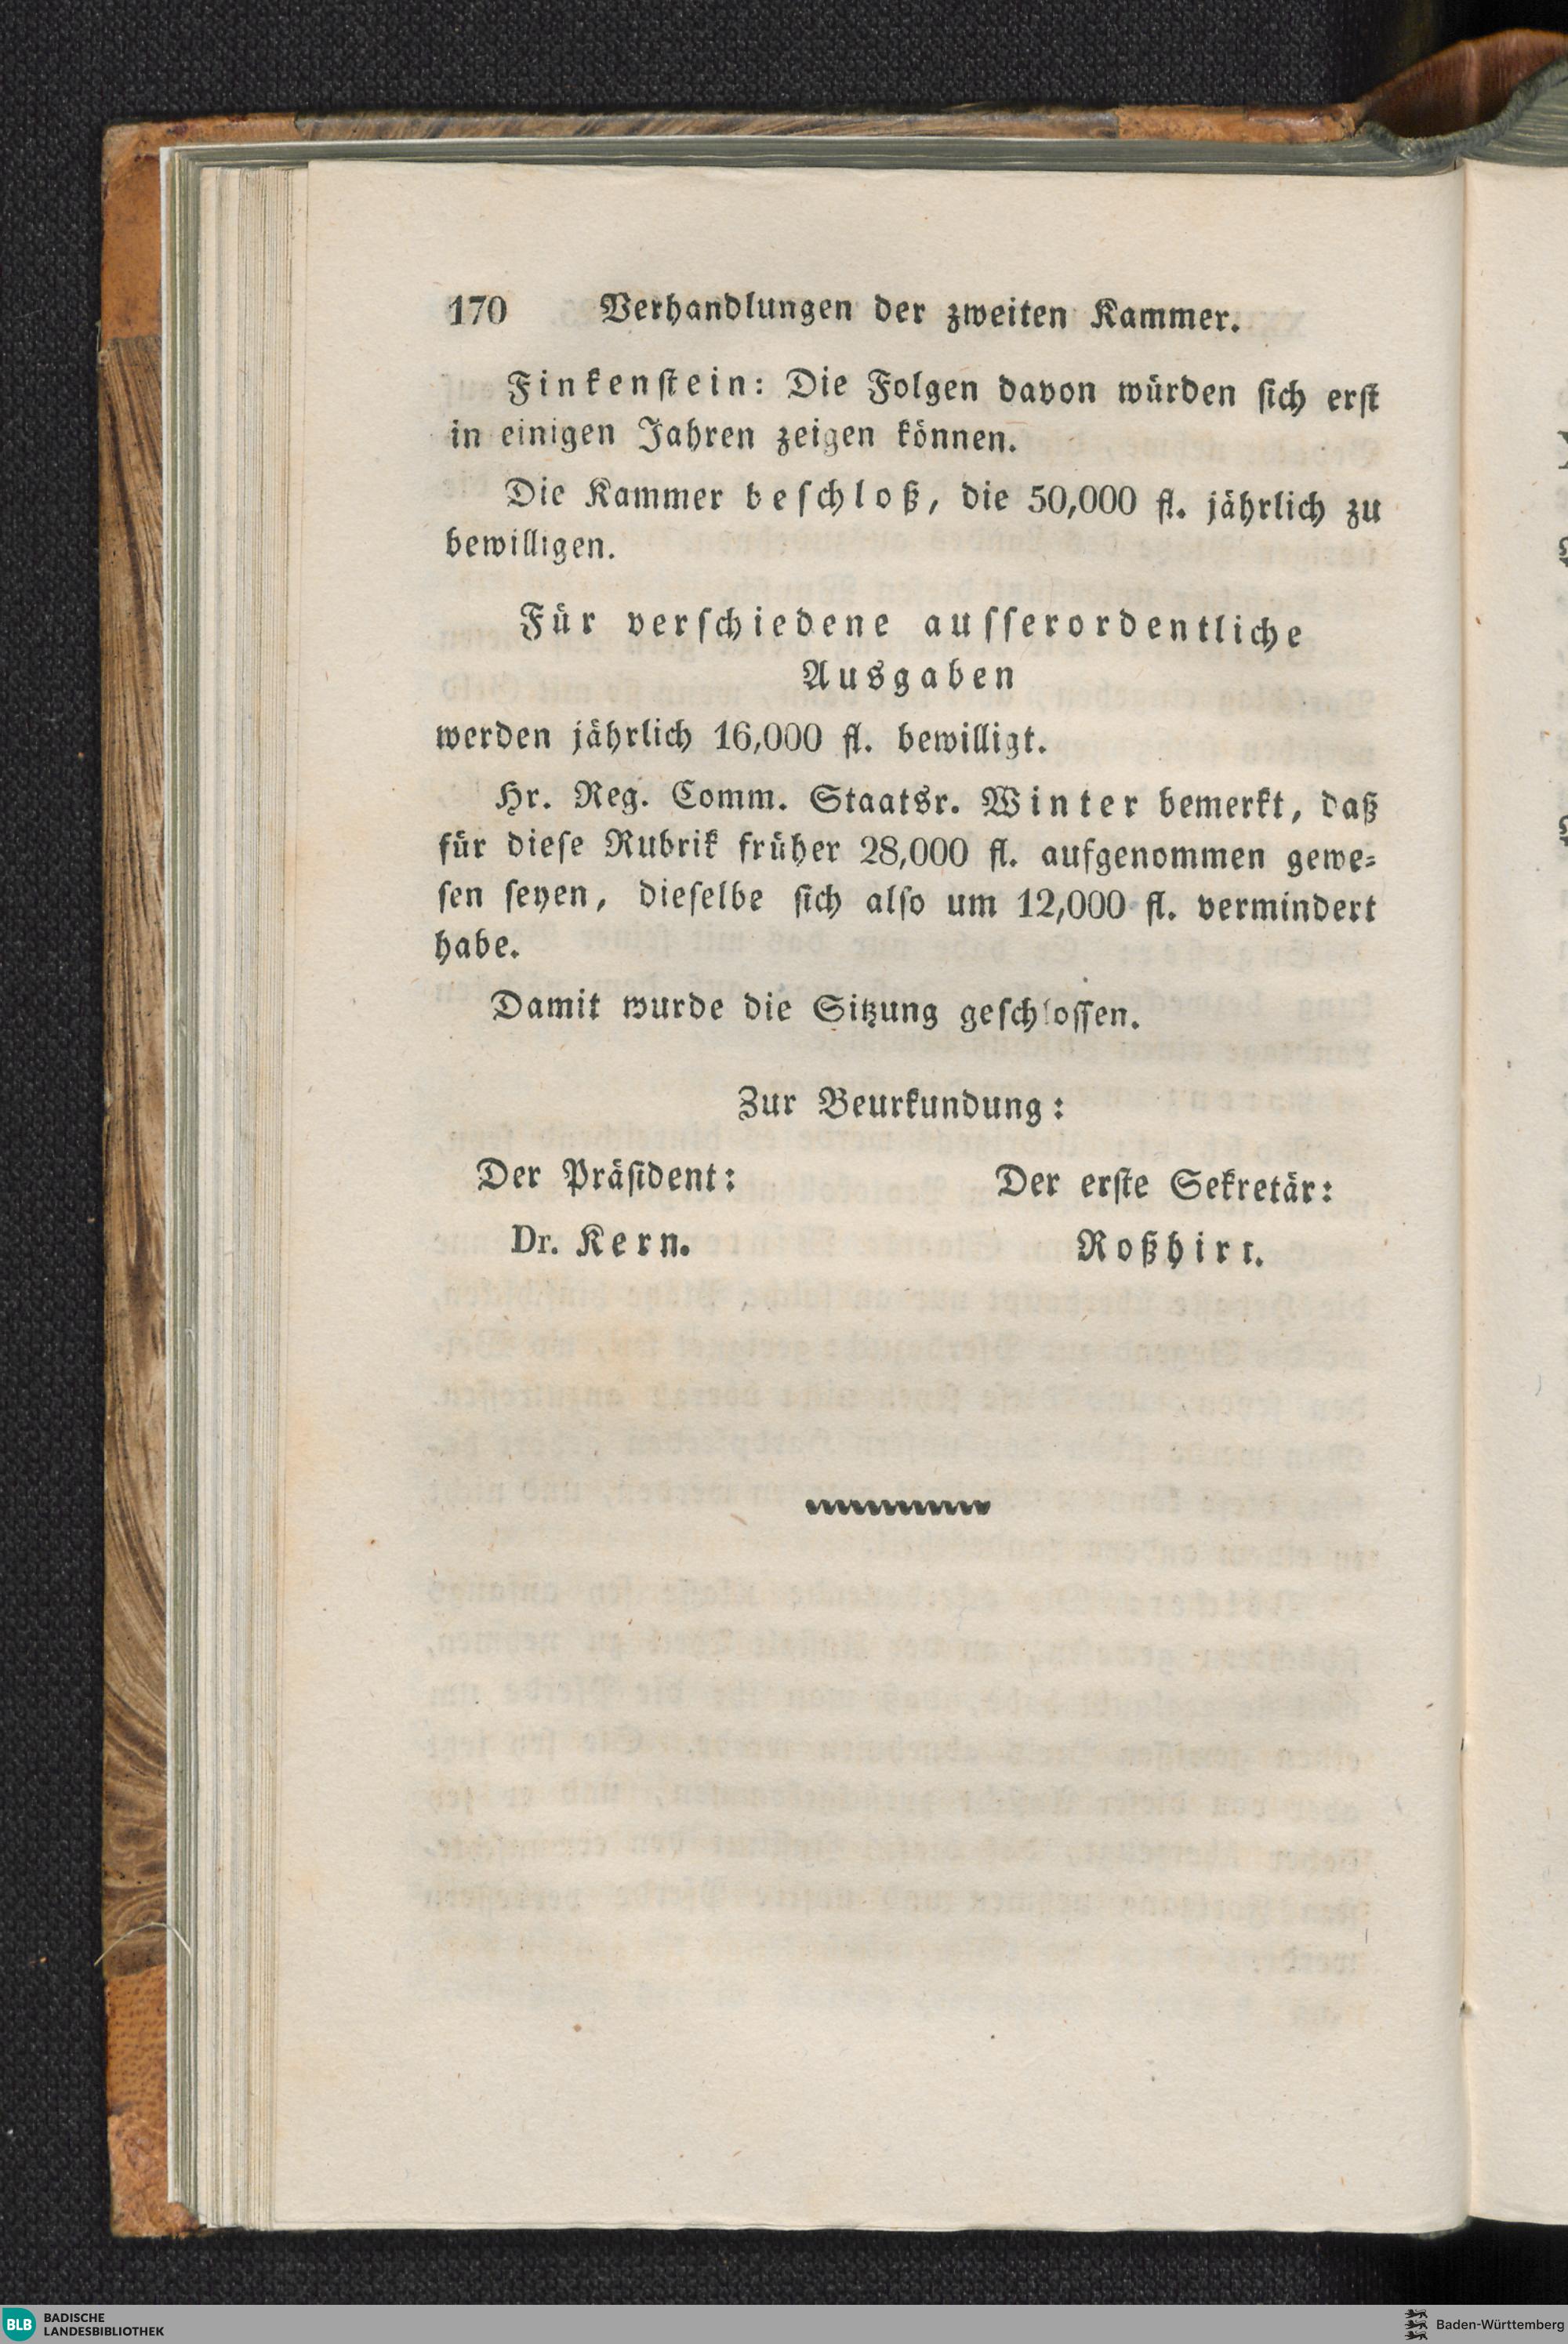 170 Verhandlungen der zweiten Kammer.
Finkenstein: Die Folgen davon würden sich erst
in einigen Jahren zeigen können.
Die Kammer beschloß, die 50,000 fl. jährlich zu
bewilligen.
Für verschiedene ausserordentliche
Ausgaben
werden jährlich 16,000 fl. bewilligt.
Hr. Reg. Comm. Staatsr. Winter bemerkt, daß
für diese Rubrik früher 28,000 fl. aufgenommen gewe-
sen seyen, dieselbe sich also um 12,000 fl. vermindert
habe.
Damit wurde die Sitzung geschlossen.
Zur Beurkundung:
Der Präsident: Der erste Sekretär:
Dr. Kern. Roßhirt.
BLB BADISCHE
LANDESBIBLIOTHEK
Baden-Württemberg